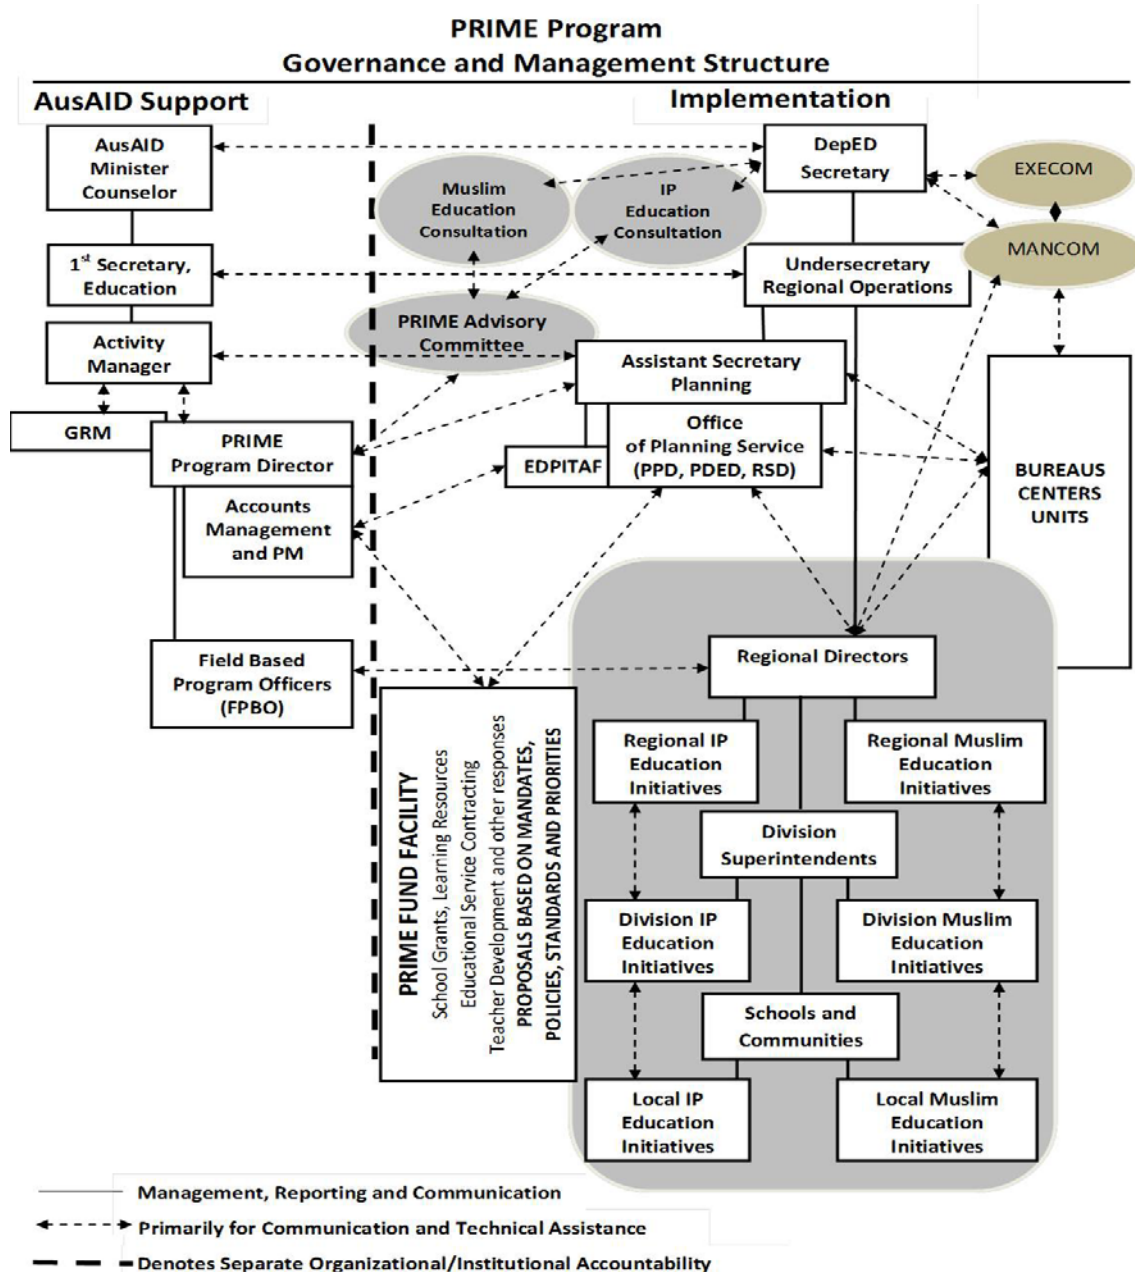 PRIME Program
Governance and Management Structure
AusAID Support
Implementation
AusAID
Minister
Counselor
DepED
Secretary
EXECOM
Muslim
Education
Consultation
IP
Education
Consultation
MANCOM
1st Secretary,
Education
Undersecretary
Regional Operations
PRIME Advisory
Committee
Activity
Manager
Assistant Secretary
Planning
GRM
PRIME
Program Director
Office
of Planning Service
(PPD, PDED, RSD)
EDPITAF
BUREAUS
CENTERS
UNITS
Accounts
Management
and PM
Field Based
Program Officers
(FPBO)
Regional Directors
PRIME FUND FACILITY
School Grants, Learning Resources
Educational Service Contracting
Teacher Development and other responses
PROPOSALS BASED ON MANDATES,
POLICIES, STANDARDS AND PRIORITIES
Regional IP
Education
Initiatives
Regional Muslim
Education
Initiatives
Division
Superintendents
Division IP
Education
Initiatives
Division Muslim
Education
Initiatives
Schools and
Communities
Local IP
Education
Initiatives
Local Muslim
Education
Initiatives
Management, Reporting and Communication
Primarily for Communication and Technical Assistance
Denotes Separate Organizational/Institutional Accountability